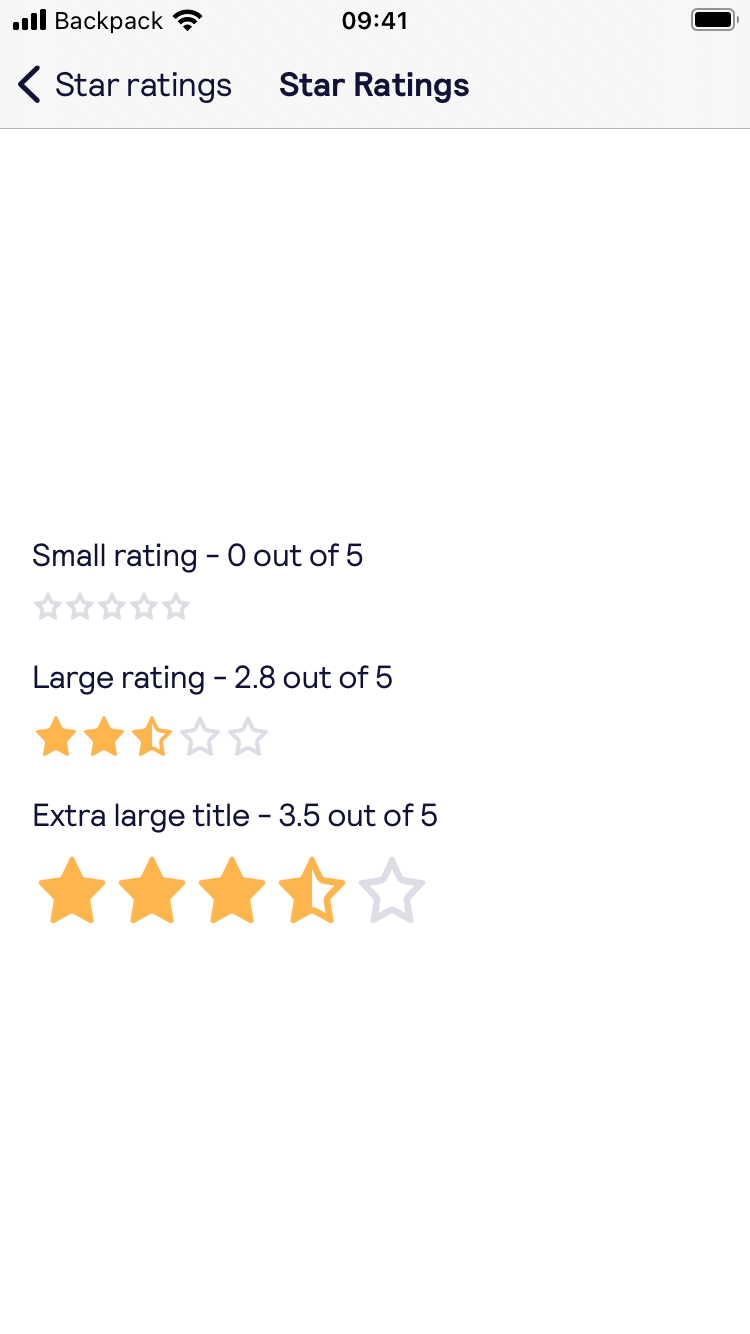 Backpack 09:41
Star ratings Star Ratings
Small rating - 0 out of 5
Large rating - 2.8 out of 5
Extra large title - 3.5 out of 5